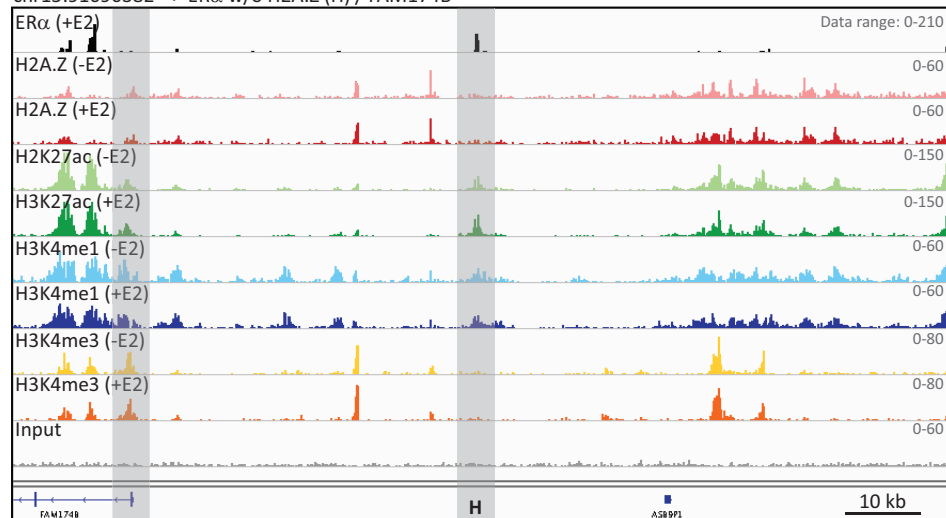 ERα (+E2) Data range: 0-210
H2A.Z (-E2) 0-60
H2A.Z (+E2) 0-60
H2K27ac (-E2) 0-150
H3K27ac (+E2) 0-150
H3K4me1 (-E2) 0-60
H3K4me1 (+E2) 0-60
H3K4me3 (-E2) 0-80
H3K4me3 (+E2) 0-80
Input 0-60
FAM174B H ASB9P1 10 kb